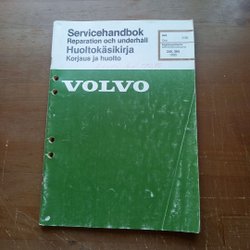 Servicehandbok
Reparation och underhåll
Huoltokäsikirja
Korjaus ja huolto
VOLVO